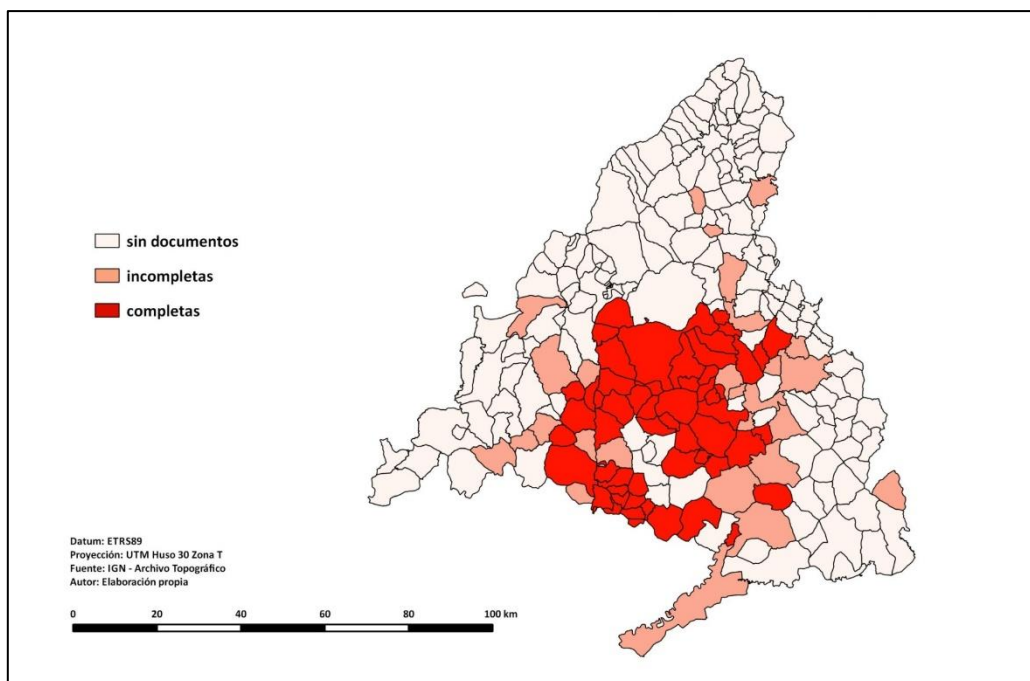 sin documentos
incompletas
completas
Datum: ETRS89
Proyección: UTM Huso 30 Zona T
Fuente: IGN - Archivo Topográfico
Autor: Elaboración propia
0 20 40 60 80 100 km